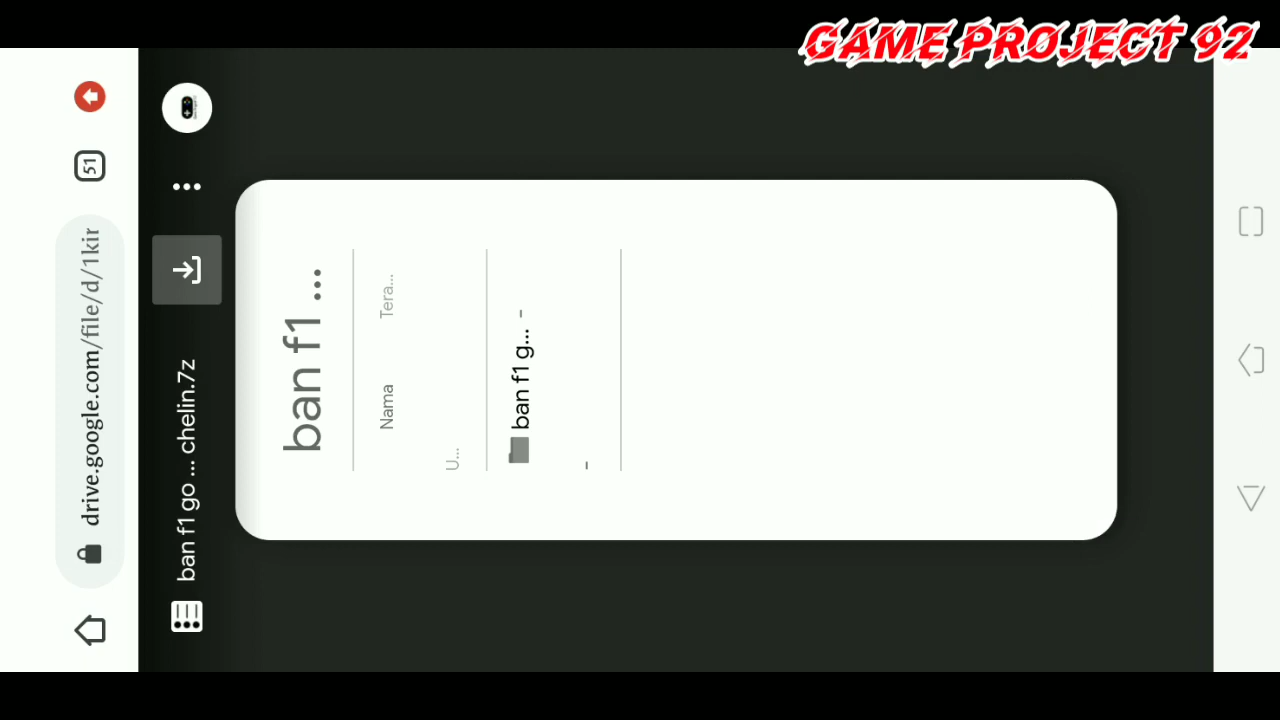 GAME PROJECT 92
51
drive.google.com/file/d/1kir
ban f1 go ... chelin.7z
ban f1 ...
Nama
Tera...
U...
ban f1 g... -
-